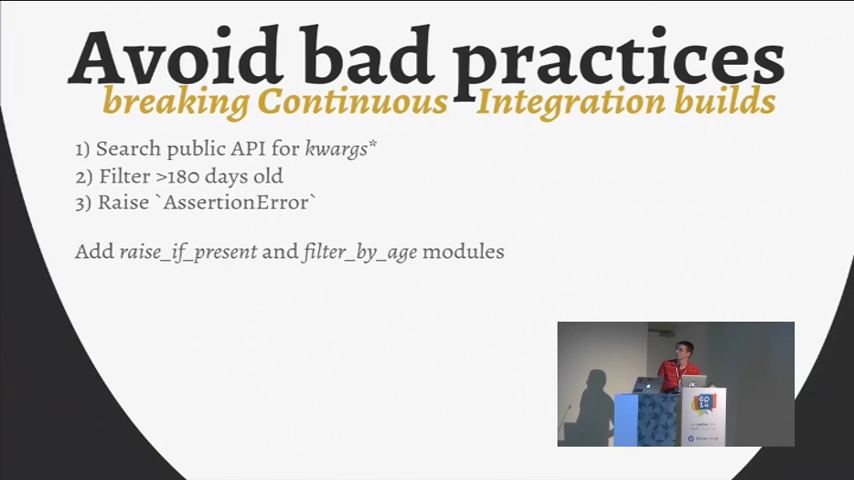 Avoid bad practices
breaking Continuous Integration builds
1) Search public API for kwargs*
2) Filter >180 days old
3) Raise `AssertionError`
Add raise_if_present and filter_by_age modules